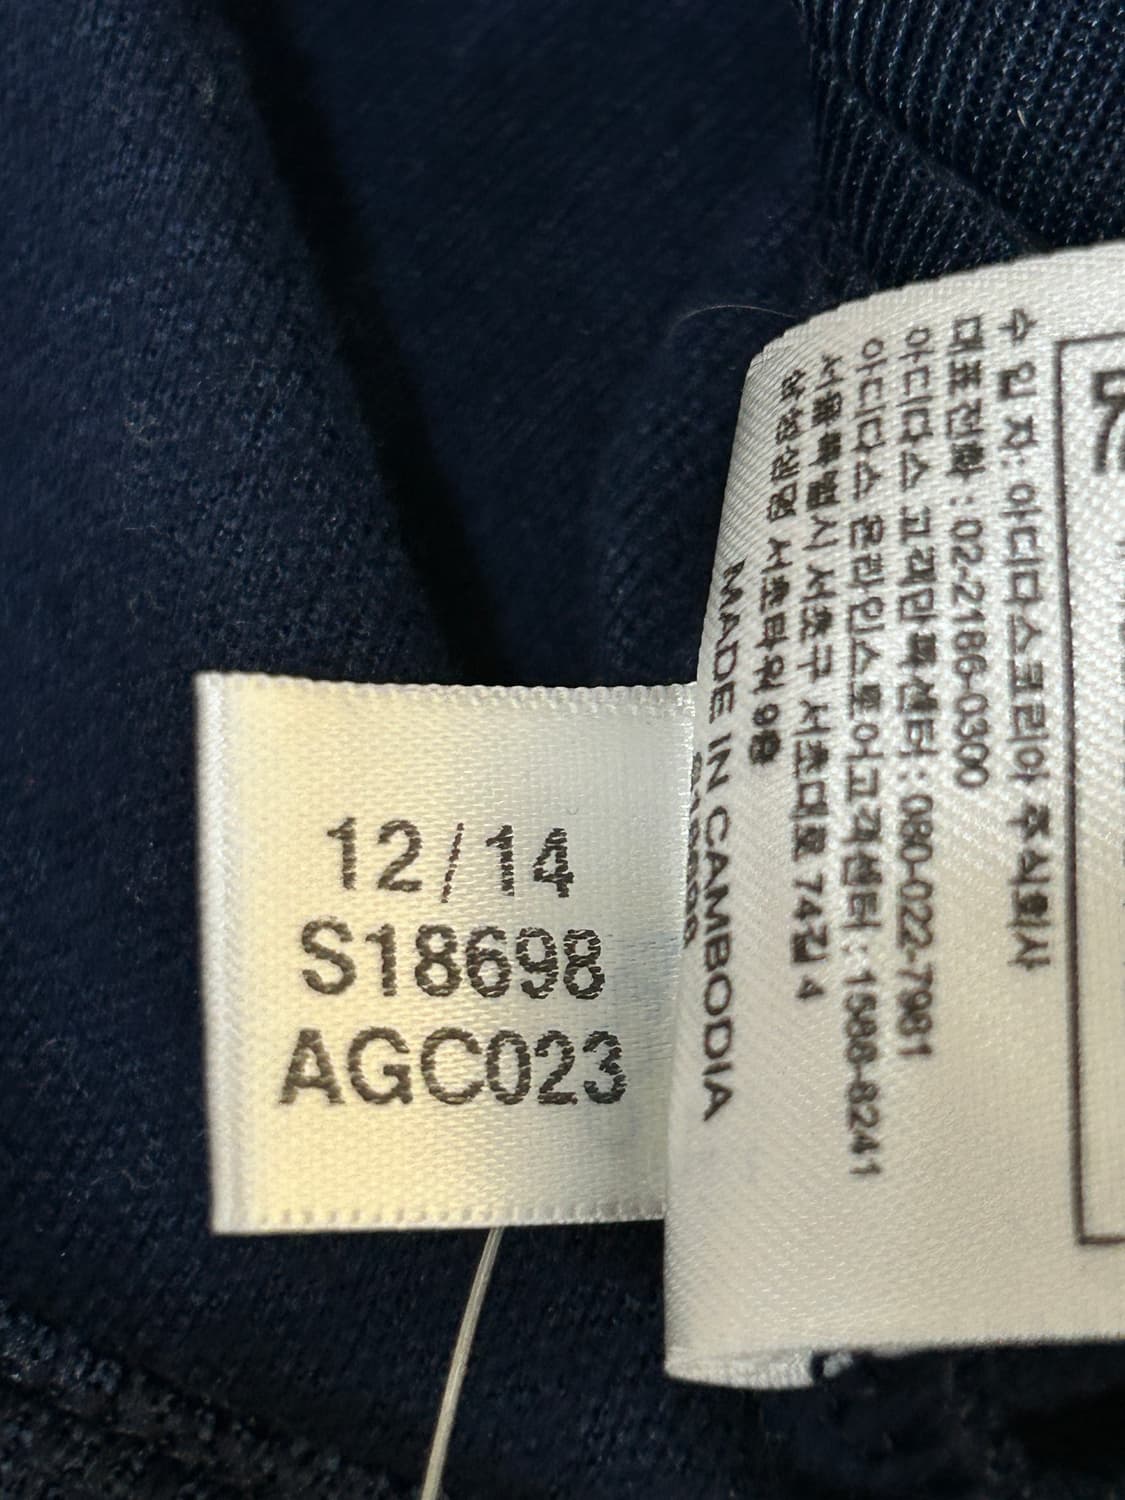 12/14
S18698
AGC023
수 입 자: 아디다스코리아 주식회사
대표전화 : 02-2186-0300
아디다스 고객만족센터 : 080-022-7981
아디다스 온라인스토어고객센터 : 1588-8241
서울특별시 서초구 서초대로 74길 4
삼성생명 서초타워 9층
MADE IN CAMBODIA